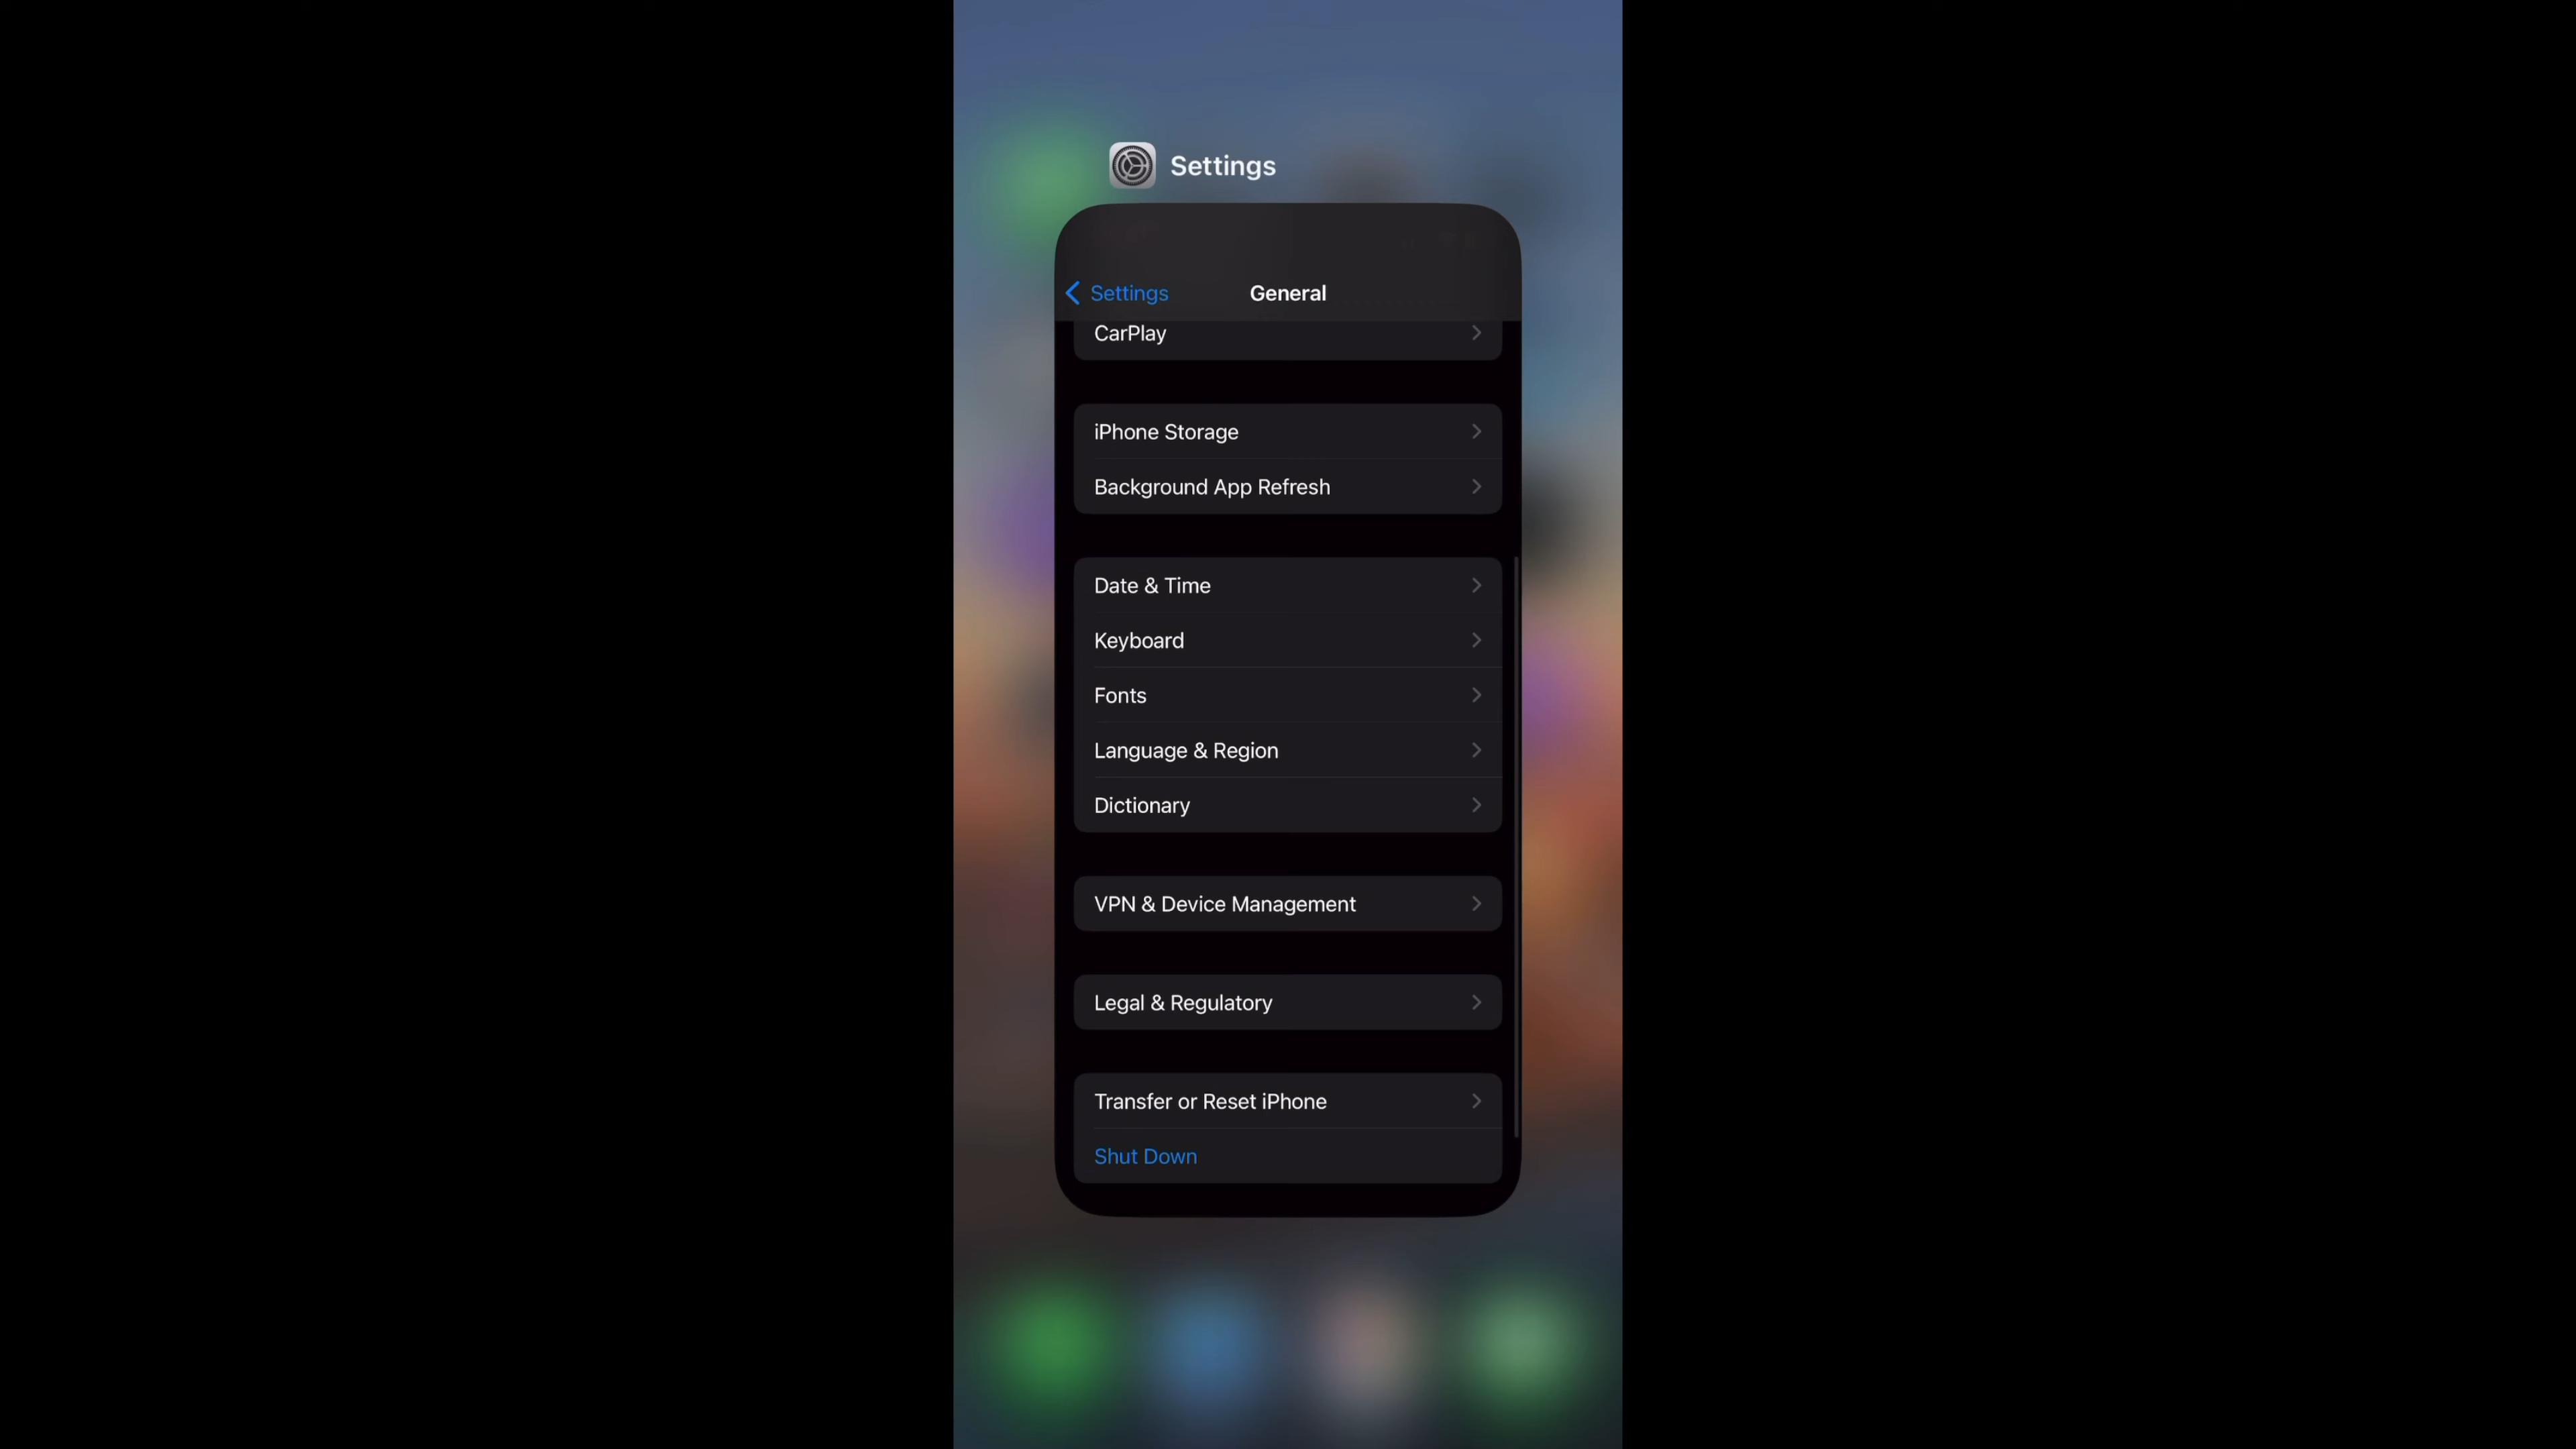 Settings
Settings
General
CarPlay
iPhone Storage
Background App Refresh
Date & Time
Keyboard
Fonts
Language & Region
Dictionary
VPN & Device Management
Legal & Regulatory
Transfer or Reset iPhone
Shut Down